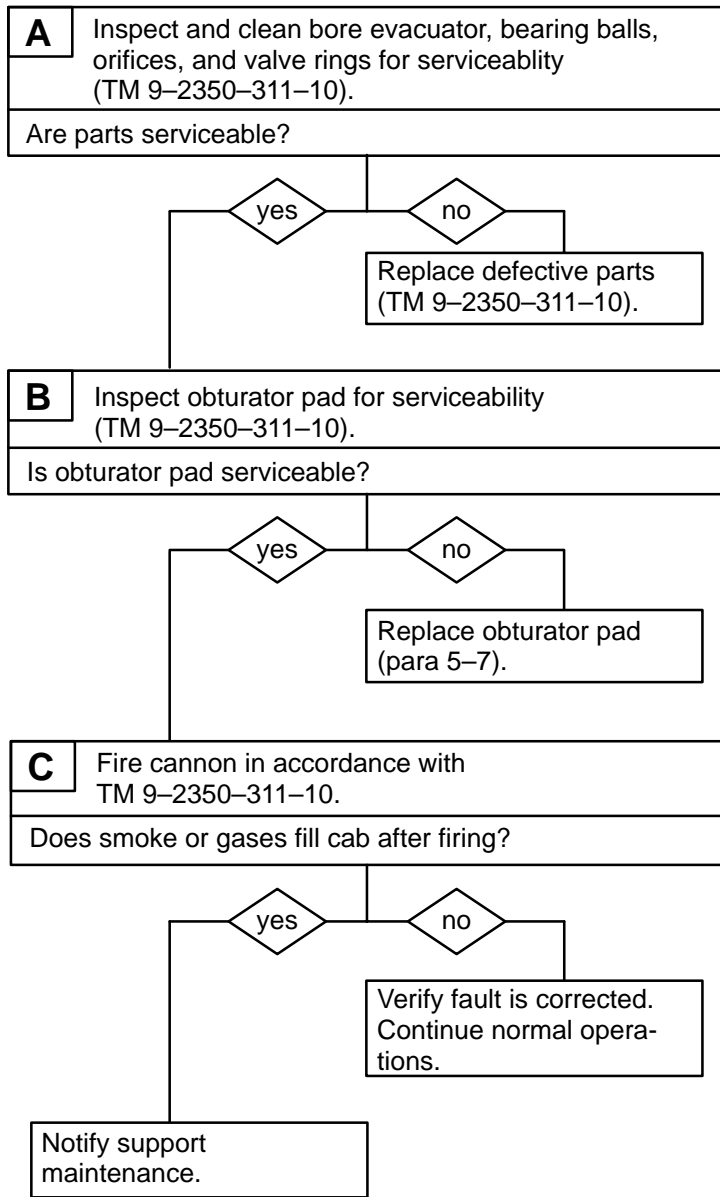 A Inspect and clean bore evacuator, bearing balls,
orifices, and valve rings for serviceablity
(TM 9–2350–311–10).
Are parts serviceable?
yes no
Replace defective parts
(TM 9–2350–311–10).
B Inspect obturator pad for serviceability
(TM 9–2350–311–10).
Is obturator pad serviceable?
yes no
Replace obturator pad
(para 5–7).
C Fire cannon in accordance with
TM 9–2350–311–10.
Does smoke or gases fill cab after firing?
yes no
Verify fault is corrected.
Continue normal opera-
tions.
Notify support
maintenance.